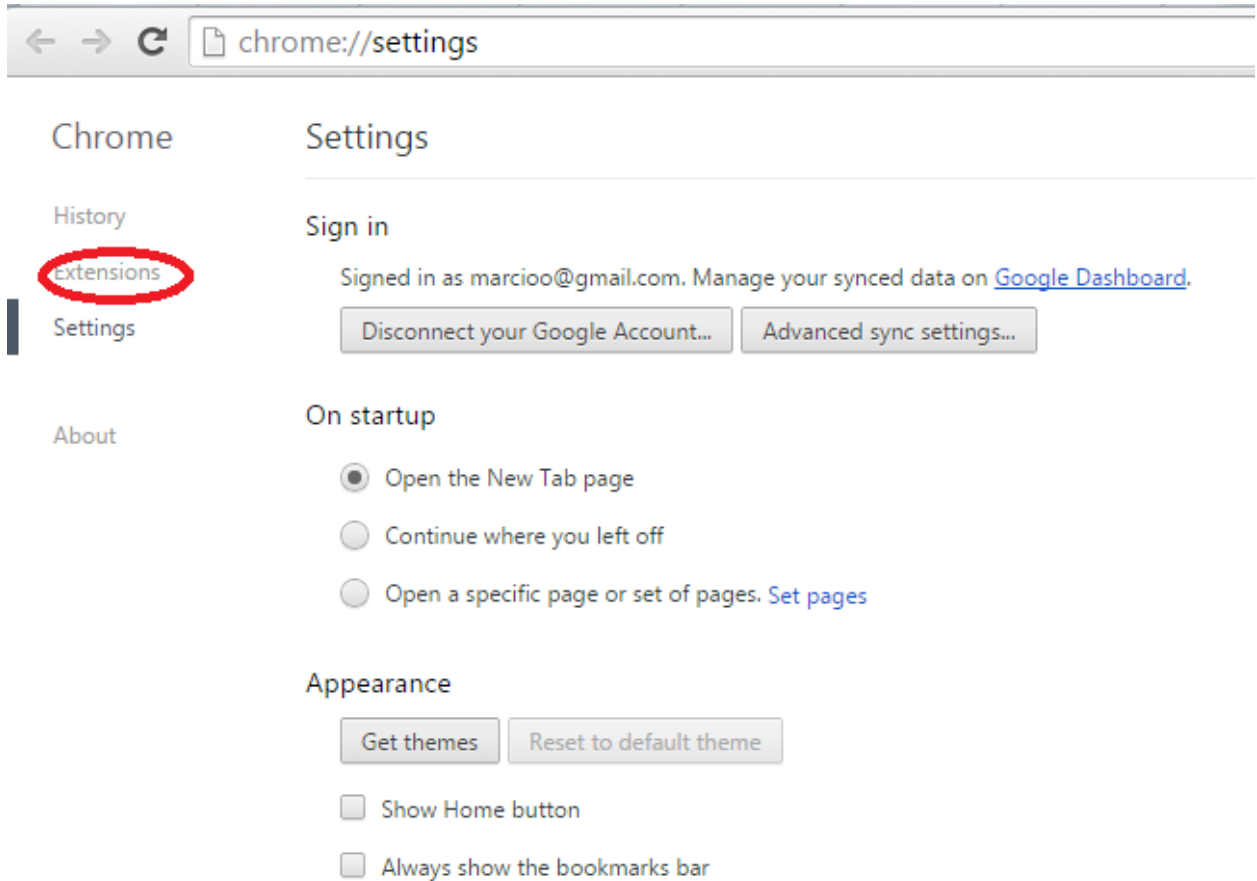 chrome://settings
Chrome
History
Extensions
Settings
About
Settings
Sign in
Signed in as marcioo@gmail.com. Manage your synced data on Google Dashboard.
Disconnect your Google Account... Advanced sync settings...
On startup
Open the New Tab page
Continue where you left off
Open a specific page or set of pages. Set pages
Appearance
Get themes Reset to default theme
Show Home button
Always show the bookmarks bar